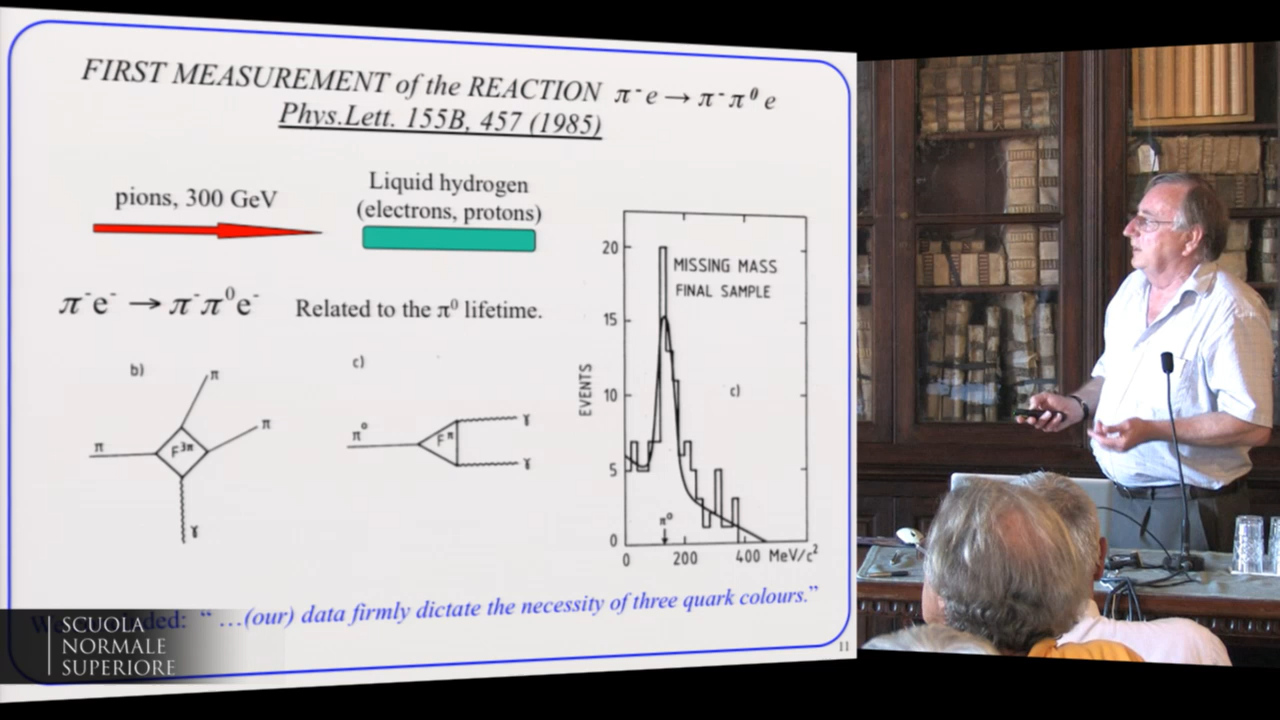 FIRST MEASUREMENT of the REACTION π⁻e → π⁻π⁰e
Phys.Lett. 155B, 457 (1985)
pions, 300 GeV
Liquid hydrogen
(electrons, protons)
π⁻e⁻ → π⁻π⁰e⁻
Related to the π⁰ lifetime.
b)
π
π
π
F³π
γ
c)
π⁰
Fπ
γ
γ
EVENTS
20
15
10
5
0
MISSING MASS
FINAL SAMPLE
c)
π⁰
0 200 400 MeV/c²
“ …(our) data firmly dictate the necessity of three quark colours.”
11
SCUOLA
NORMALE
SUPERIORE